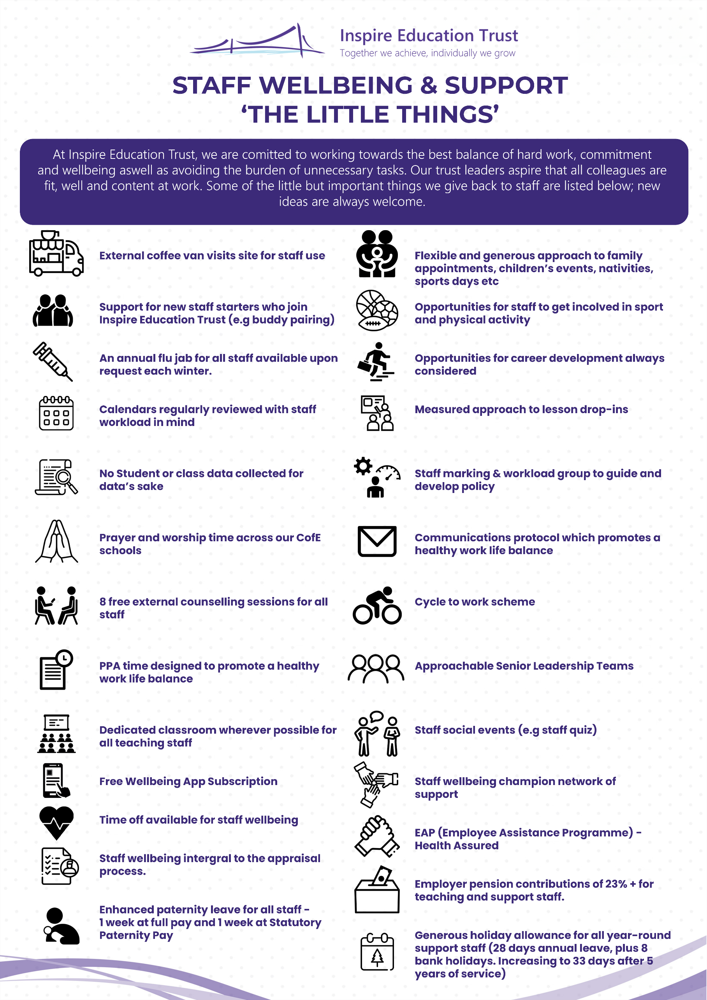 Inspire Education Trust
Together we achieve, individually we grow
STAFF WELLBEING & SUPPORT
‘THE LITTLE THINGS’
At Inspire Education Trust, we are comitted to working towards the best balance of hard work, commitment
and wellbeing aswell as avoiding the burden of unnecessary tasks. Our trust leaders aspire that all colleagues are
fit, well and content at work. Some of the little but important things we give back to staff are listed below; new
ideas are always welcome.
External coffee van visits site for staff use
Support for new staff starters who join
Inspire Education Trust (e.g buddy pairing)
An annual flu jab for all staff available upon
request each winter.
Calendars regularly reviewed with staff
workload in mind
No Student or class data collected for
data’s sake
Prayer and worship time across our CofE
schools
8 free external counselling sessions for all
staff
PPA time designed to promote a healthy
work life balance
Dedicated classroom wherever possible for
all teaching staff
Free Wellbeing App Subscription
Time off available for staff wellbeing
Staff wellbeing intergral to the appraisal
process.
Enhanced paternity leave for all staff -
1 week at full pay and 1 week at Statutory
Paternity Pay
Flexible and generous approach to family
appointments, children’s events, nativities,
sports days etc
Opportunities for staff to get incolved in sport
and physical activity
Opportunities for career development always
considered
Measured approach to lesson drop-ins
Staff marking & workload group to guide and
develop policy
Communications protocol which promotes a
healthy work life balance
Cycle to work scheme
Approachable Senior Leadership Teams
Staff social events (e.g staff quiz)
Staff wellbeing champion network of
support
EAP (Employee Assistance Programme) -
Health Assured
Employer pension contributions of 23% + for
teaching and support staff.
Generous holiday allowance for all year-round
support staff (28 days annual leave, plus 8
bank holidays. Increasing to 33 days after 5
years of service)